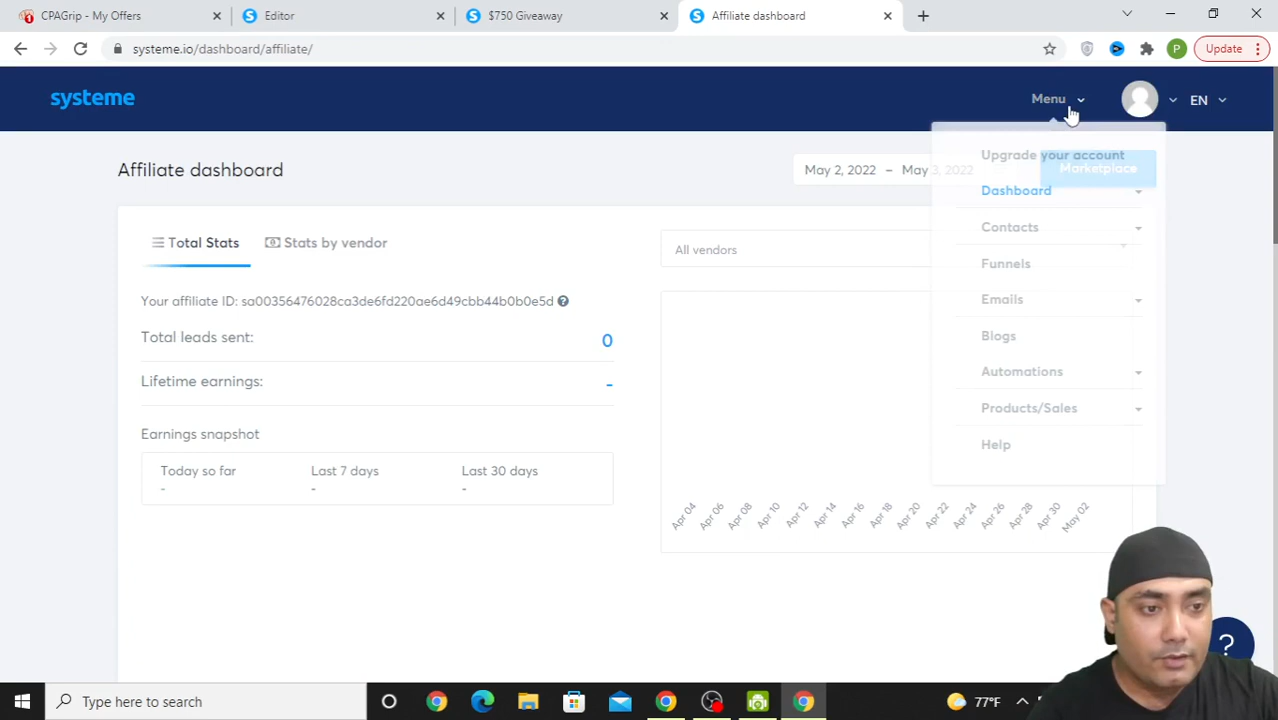 CPAGrip - My Offers
Editor
$750 Giveaway
Affiliate dashboard
systeme.io/dashboard/affiliate/
P
Update
systeme
Menu
EN
Affiliate dashboard
May 2, 2022 – May 3, 2022
Marketplace
Upgrade your account
Dashboard
Contacts
Funnels
Emails
Blogs
Automations
Products/Sales
Help
Total Stats
Stats by vendor
All vendors
Your affiliate ID: sa00356476028ca3de6fd220ae6d49cbb44b0b0e5d ?
Total leads sent: 0
Lifetime earnings: -
Earnings snapshot
Today so far Last 7 days Last 30 days
- - -
Apr 04 Apr 06 Apr 08 Apr 10 Apr 12 Apr 14 Apr 16 Apr 18 Apr 20 Apr 22 Apr 24 Apr 26 Apr 28 Apr 30 May 02
?
Type here to search
77°F